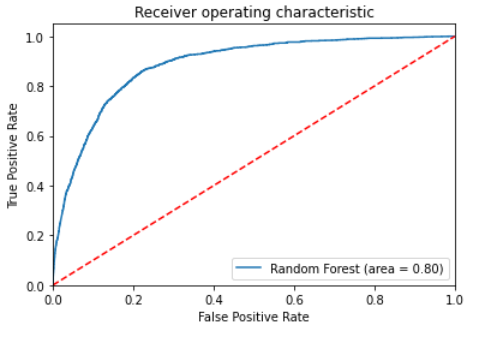 Receiver operating characteristic
1.0
0.8
0.6
0.4
0.2
0.0
True Positive Rate
Random Forest (area = 0.80)
0.0 0.2 0.4 0.6 0.8 1.0
False Positive Rate